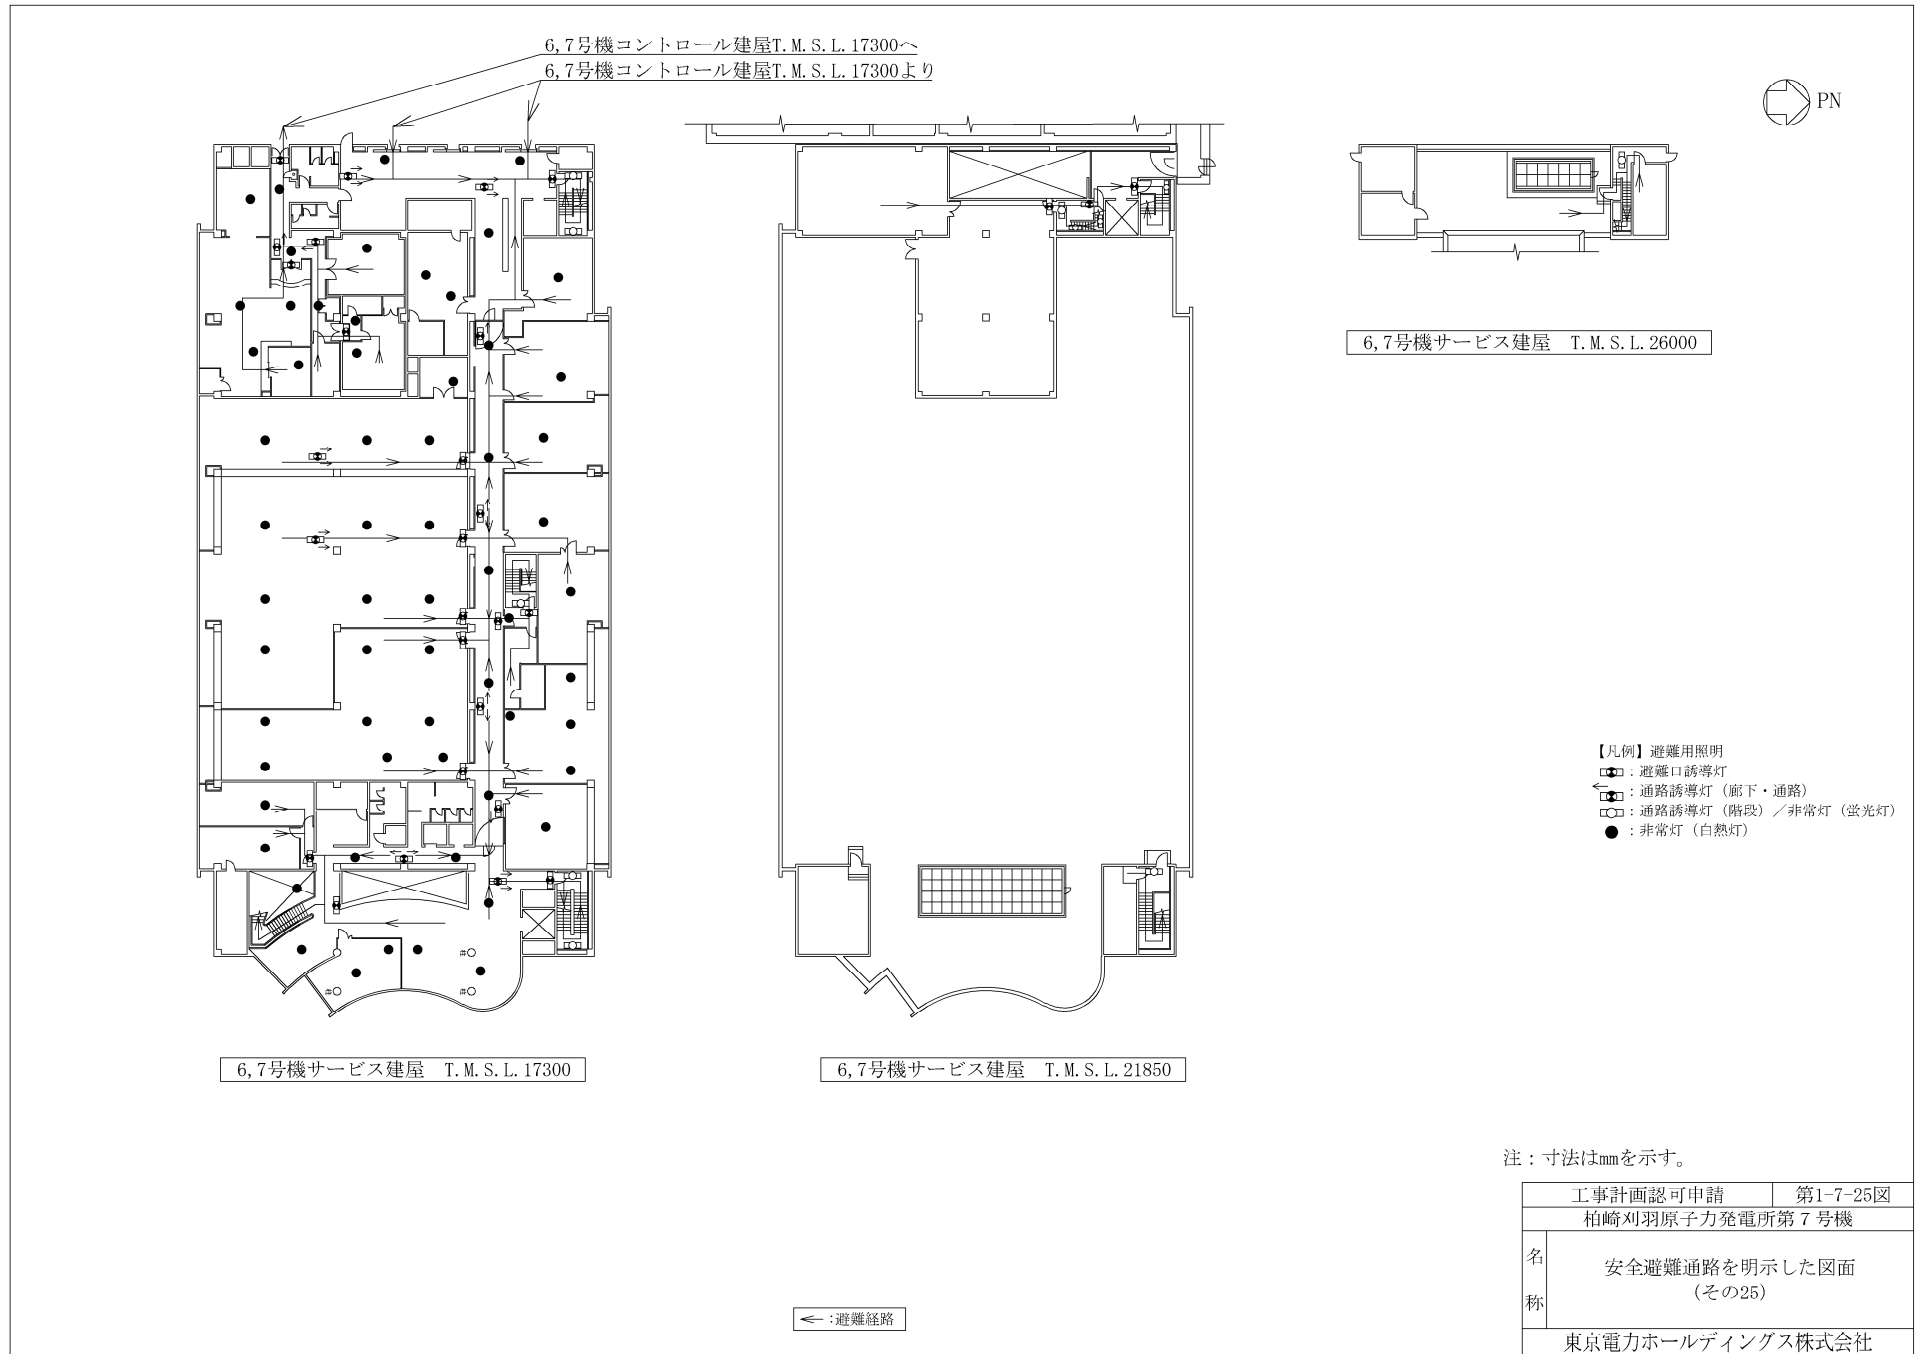 6,7号機コントロール建屋T.M.S.L.17300へ
6,7号機コントロール建屋T.M.S.L.17300より
PN
6,7号機サービス建屋　T.M.S.L.26000
【凡例】避難用照明
：避難口誘導灯
：通路誘導灯（廊下・通路）
：通路誘導灯（階段）／非常灯（蛍光灯）
：非常灯（白熱灯）
6,7号機サービス建屋　T.M.S.L.17300
6,7号機サービス建屋　T.M.S.L.21850
注：寸法はmmを示す。
工事計画認可申請　第1-7-25図
柏崎刈羽原子力発電所第７号機
名称
安全避難通路を明示した図面
（その25）
東京電力ホールディングス株式会社
：避難経路